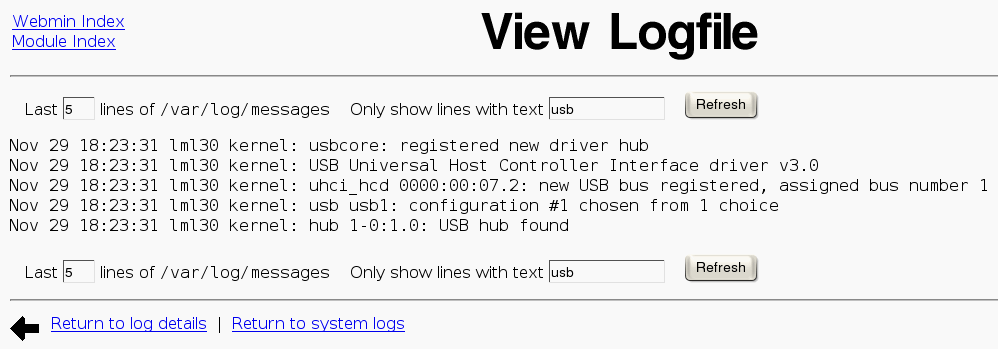 Webmin Index
Module Index
View Logfile
Last 5 lines of /var/log/messages Only show lines with text usb Refresh
Nov 29 18:23:31 lml30 kernel: usbcore: registered new driver hub
Nov 29 18:23:31 lml30 kernel: USB Universal Host Controller Interface driver v3.0
Nov 29 18:23:31 lml30 kernel: uhci_hcd 0000:00:07.2: new USB bus registered, assigned bus number 1
Nov 29 18:23:31 lml30 kernel: usb usb1: configuration #1 chosen from 1 choice
Nov 29 18:23:31 lml30 kernel: hub 1-0:1.0: USB hub found
Last 5 lines of /var/log/messages Only show lines with text usb Refresh
Return to log details | Return to system logs